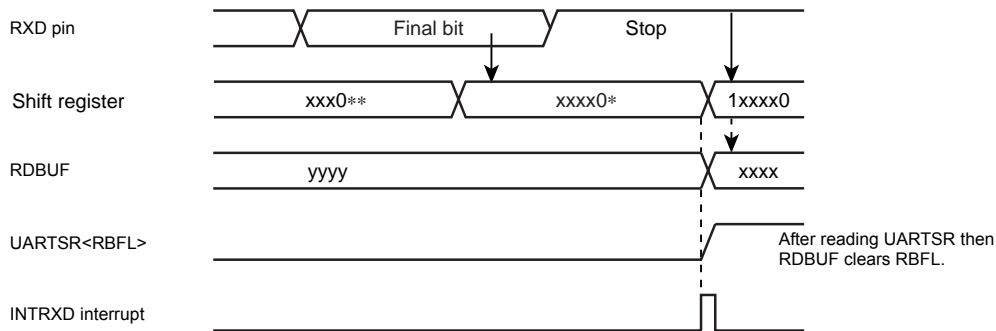 RXD pin
Final bit
Stop
Shift register
xxx0**
xxxx0*
1xxxx0
RDBUF
yyyy
xxxx
UARTSR<RBFL>
After reading UARTSR then
RDBUF clears RBFL.
INTRXD interrupt